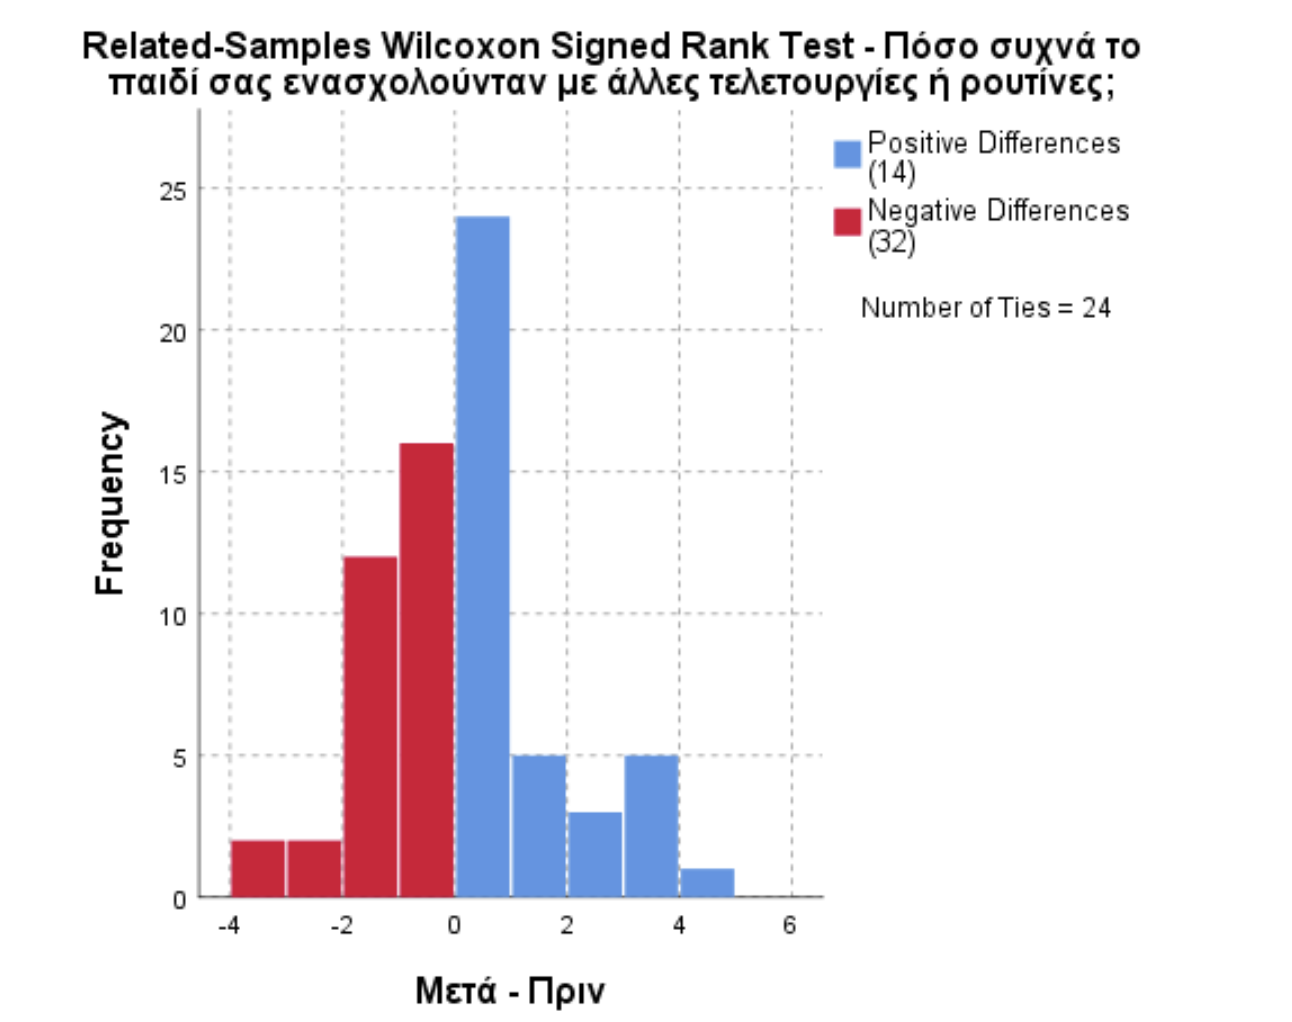 Related-Samples Wilcoxon Signed Rank Test - Πόσο συχνά το
παιδί σας ενασχολούνταν με άλλες τελετουργίες ή ρουτίνες;
Positive Differences
(14)
Negative Differences
(32)
Number of Ties = 24
Frequency
25
20
15
10
5
0
-4
-2
0
2
4
6
Μετά - Πριν